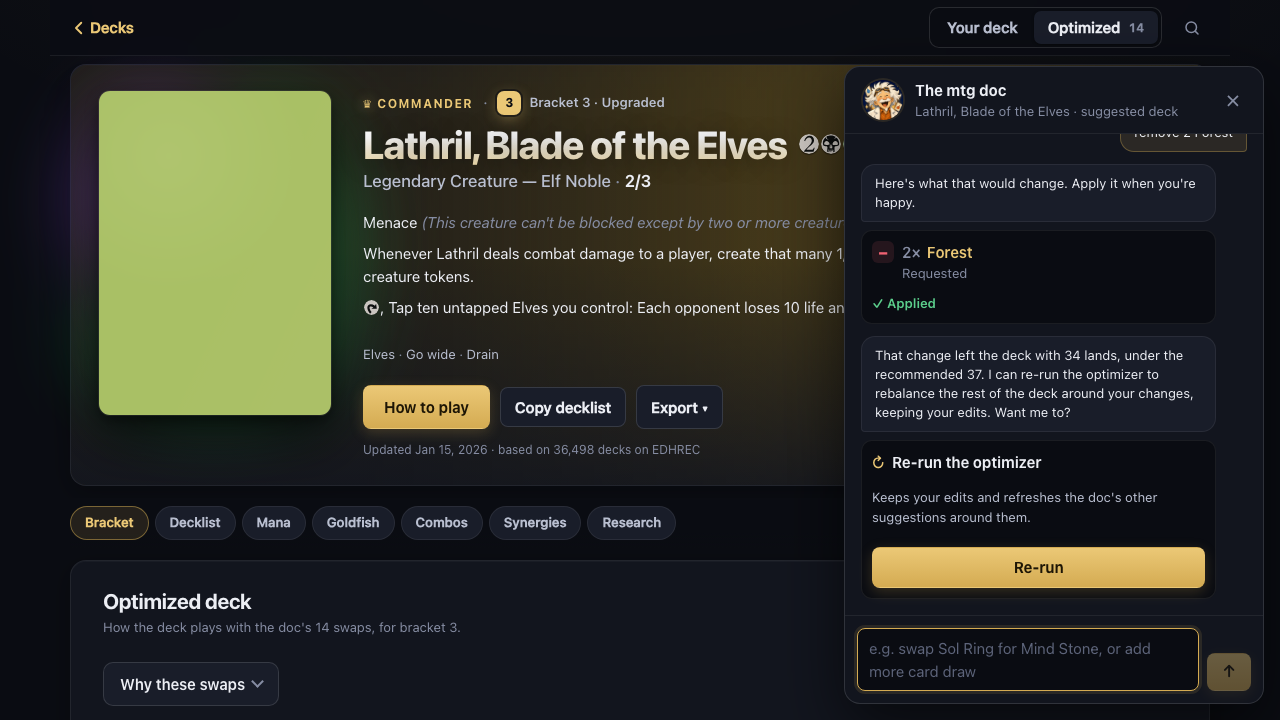 Decks
Your deck
Optimized 14
COMMANDER · 3 Bracket 3 · Upgraded
Lathril, Blade of the Elves 2
Legendary Creature — Elf Noble · 2/3
Menace (This creature can't be blocked except by two or more creatur
Whenever Lathril deals combat damage to a player, create that many 1,
creature tokens.
, Tap ten untapped Elves you control: Each opponent loses 10 life an
Elves · Go wide · Drain
How to play
Copy decklist
Export ▾
Updated Jan 15, 2026 · based on 36,498 decks on EDHREC
Bracket
Decklist
Mana
Goldfish
Combos
Synergies
Research
Optimized deck
How the deck plays with the doc's 14 swaps, for bracket 3.
Why these swaps
The mtg doc
Lathril, Blade of the Elves · suggested deck
remove 2 Forest
Here's what that would change. Apply it when you're
happy.
− 2× Forest
Requested
✓ Applied
That change left the deck with 34 lands, under the
recommended 37. I can re-run the optimizer to
rebalance the rest of the deck around your changes,
keeping your edits. Want me to?
↻ Re-run the optimizer
Keeps your edits and refreshes the doc's other
suggestions around them.
Re-run
e.g. swap Sol Ring for Mind Stone, or add
more card draw